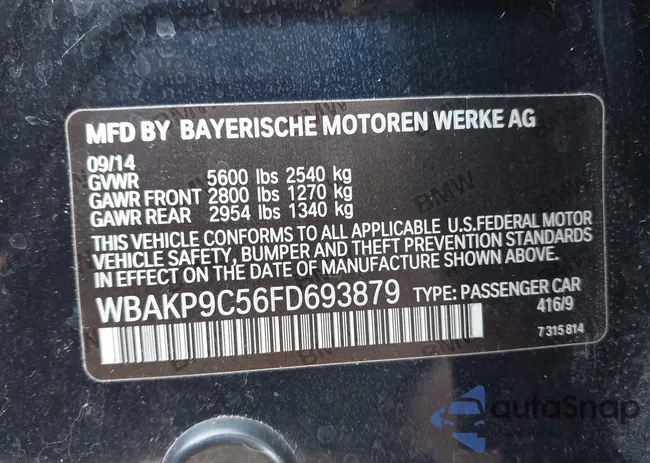 MFD BY BAYERISCHE MOTOREN WERKE AG
09/14
GVWR 5600 lbs 2540 kg
GAWR FRONT 2800 lbs 1270 kg
GAWR REAR 2954 lbs 1340 kg
THIS VEHICLE CONFORMS TO ALL APPLICABLE U.S.FEDERAL MOTOR
VEHICLE SAFETY, BUMPER AND THEFT PREVENTION STANDARDS
IN EFFECT ON THE DATE OF MANUFACTURE SHOWN ABOVE.
WBAKP9C56FD693879 TYPE: PASSENGER CAR
416/9
7 315 814
BMW
autoSnap